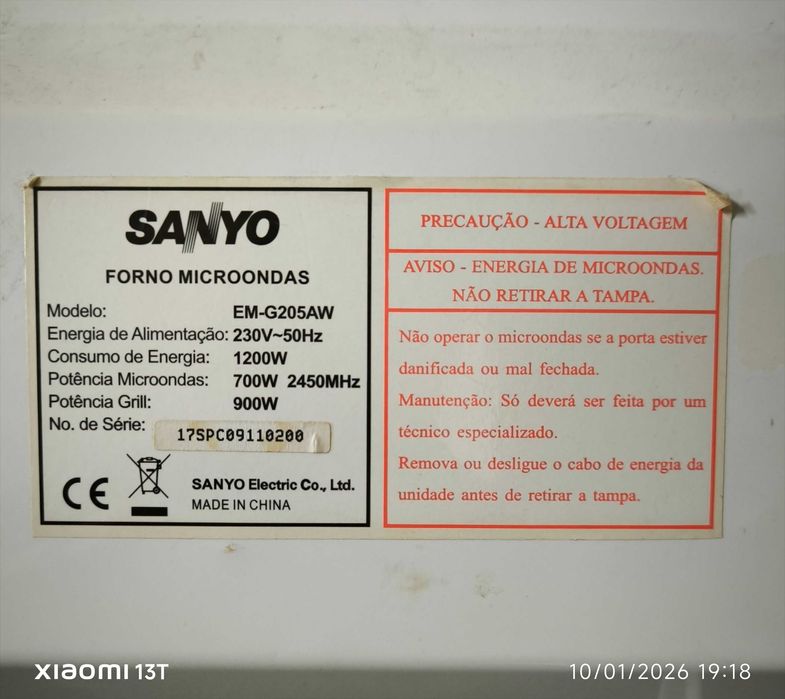 SANYO
FORNO MICROONDAS
Modelo: EM-G205AW
Energia de Alimentação: 230V~50Hz
Consumo de Energia: 1200W
Potência Microondas: 700W 2450MHz
Potência Grill: 900W
No. de Série: 17SPC09110200
CE
SANYO Electric Co., Ltd.
MADE IN CHINA
PRECAUÇÃO - ALTA VOLTAGEM
AVISO - ENERGIA DE MICROONDAS.
NÃO RETIRAR A TAMPA.
Não operar o microondas se a porta estiver
danificada ou mal fechada.
Manutenção: Só deverá ser feita por um
técnico especializado.
Remova ou desligue o cabo de energia da
unidade antes de retirar a tampa.
XIAOMI 13T
10/01/2026 19:18